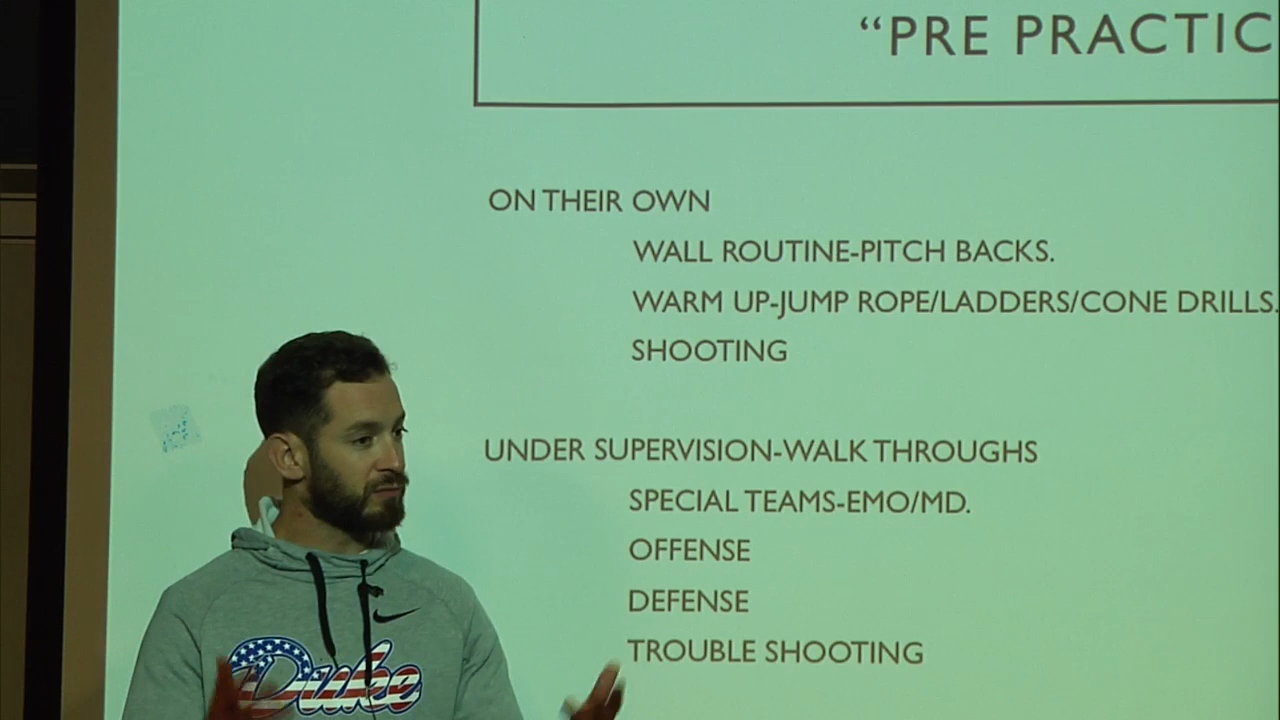 “PRE PRACTIC
ON THEIR OWN
WALL ROUTINE-PITCH BACKS.
WARM UP-JUMP ROPE/LADDERS/CONE DRILLS.
SHOOTING
UNDER SUPERVISION-WALK THROUGHS
SPECIAL TEAMS-EMO/MD.
OFFENSE
DEFENSE
TROUBLE SHOOTING
Duke